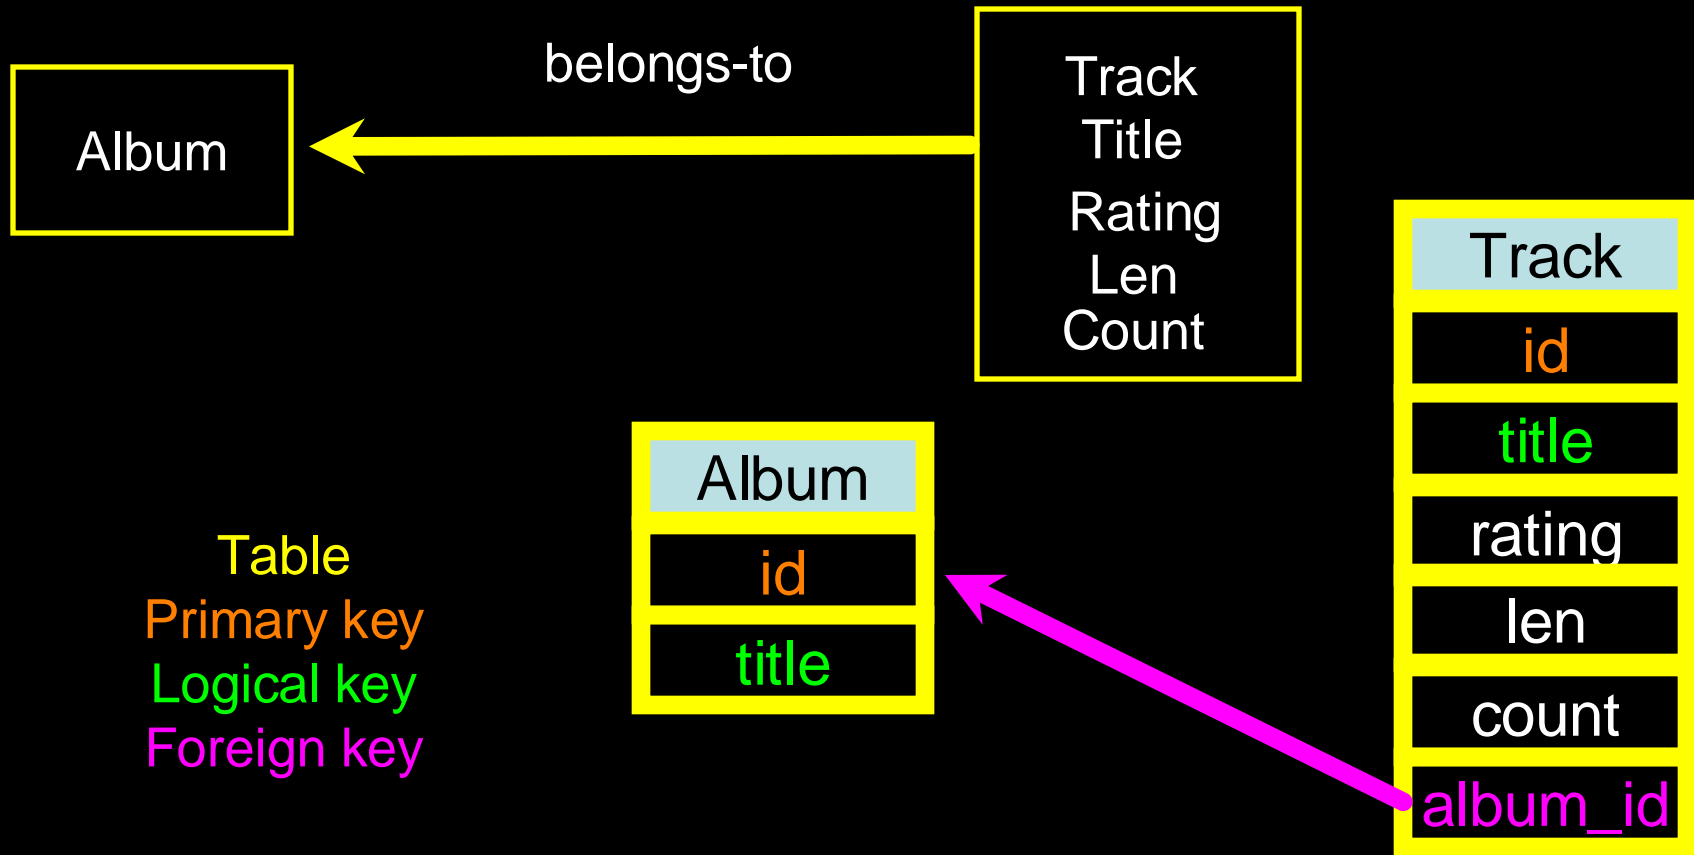 belongs-to
Album
Track
Title
Rating
Len
Count
Track
id
title
rating
len
count
album_id
Album
id
title
Table
Primary key
Logical key
Foreign key